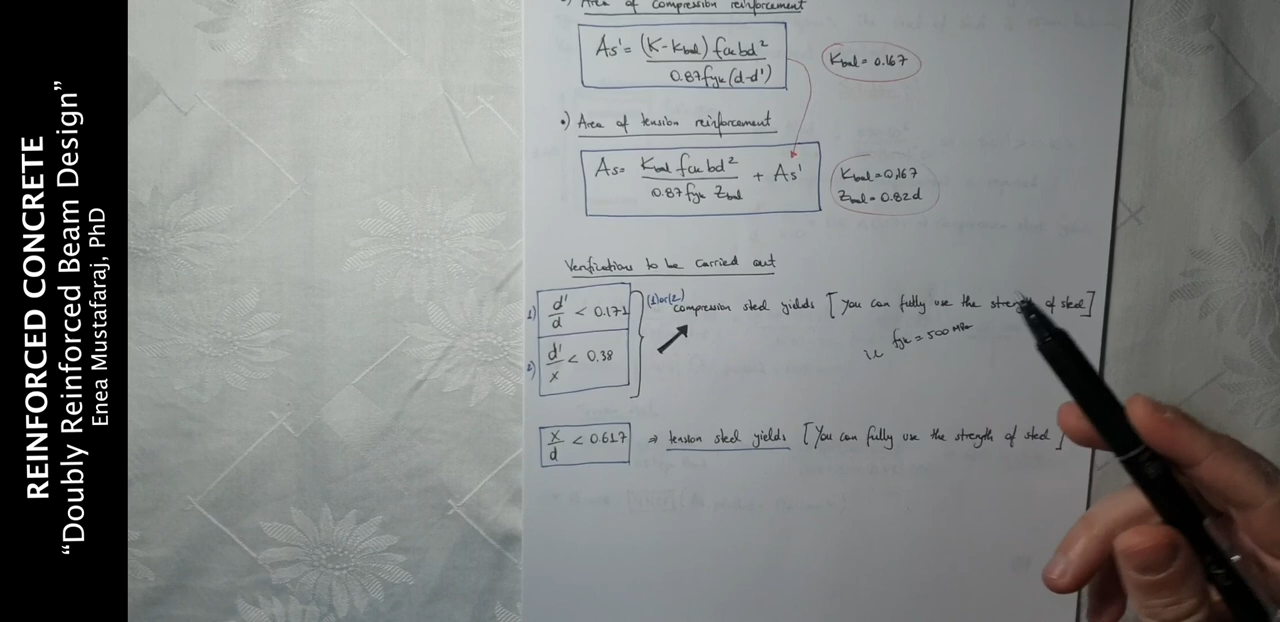 REINFORCED CONCRETE
“Doubly Reinforced Beam Design”
Enea Mustafaraj, PhD
•) Area of compression reinforcement
As' = (K-Kbal) fcu bd²
0.87 fyk (d-d')
Kbal = 0.167
•) Area of tension reinforcement
As = Kbal fcu bd² + As'
0.87 fyk Zbal
Kbal = 0.167
Zbal = 0.82d
Verifications to be carried out
1) d'/d < 0.171
(1) or (2) compression steel yields [You can fully use the strength of steel]
i.e fyk = 500 MPa
2) d'/x < 0.38
x/d < 0.617 ⇒ tension steel yields [You can fully use the strength of steel]